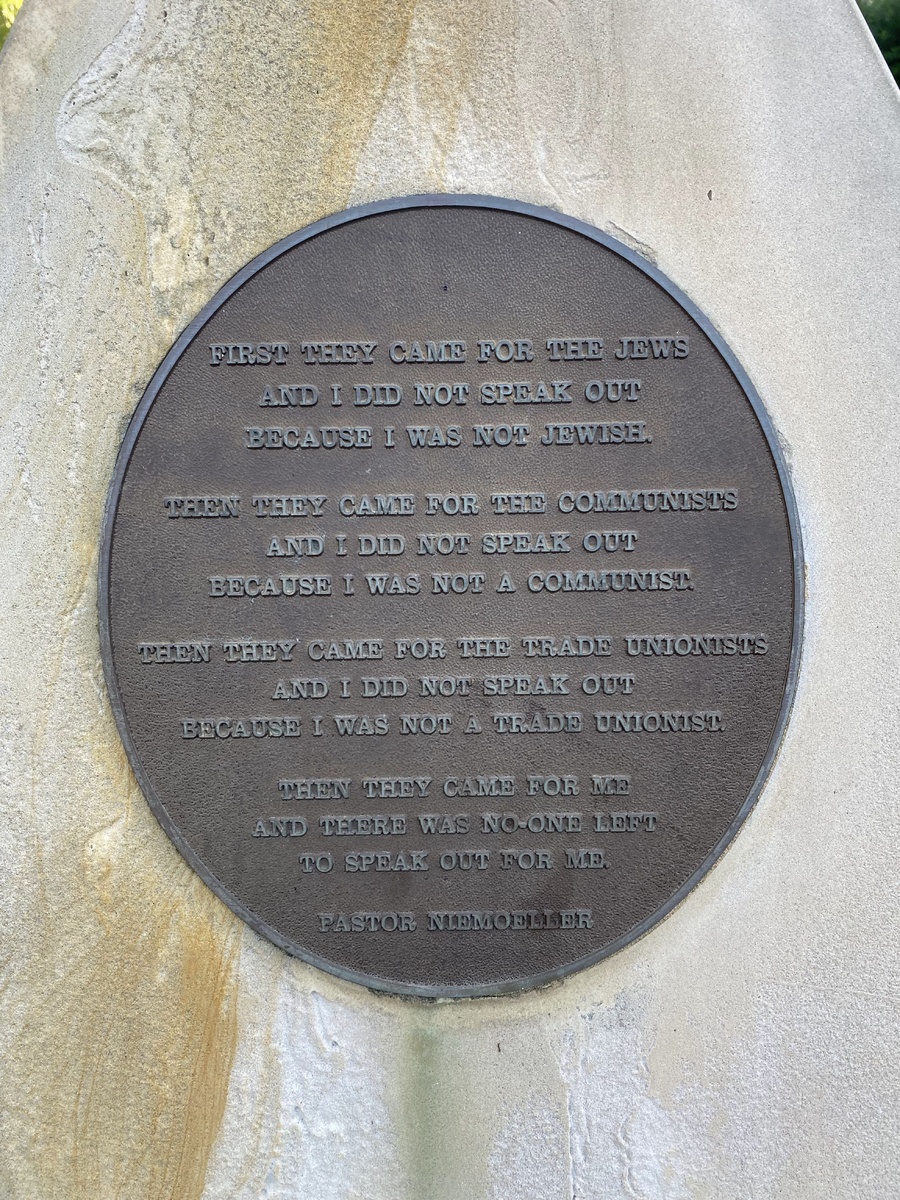 FIRST THEY CAME FOR THE JEWS
AND I DID NOT SPEAK OUT
BECAUSE I WAS NOT JEWISH.
THEN THEY CAME FOR THE COMMUNISTS
AND I DID NOT SPEAK OUT
BECAUSE I WAS NOT A COMMUNIST.
THEN THEY CAME FOR THE TRADE UNIONISTS
AND I DID NOT SPEAK OUT
BECAUSE I WAS NOT A TRADE UNIONIST.
THEN THEY CAME FOR ME
AND THERE WAS NO-ONE LEFT
TO SPEAK OUT FOR ME.
PASTOR NIEMOELLER